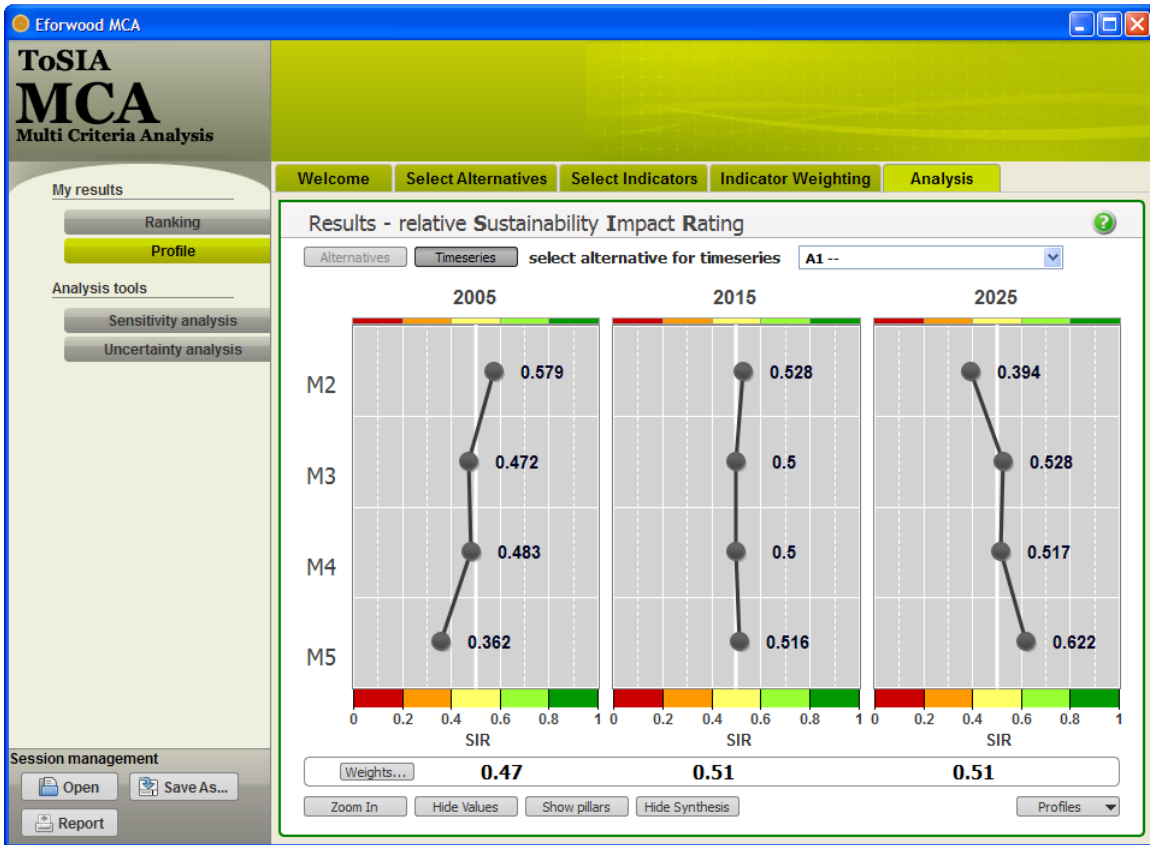 Eforwood MCA
ToSIA
MCA
Multi Criteria Analysis
My results
Ranking
Profile
Analysis tools
Sensitivity analysis
Uncertainty analysis
Welcome Select Alternatives Select Indicators Indicator Weighting Analysis
Results - relative Sustainability Impact Rating ?
Alternatives Timeseries select alternative for timeseries A1 --
2005 2015 2025
M2 0.579 0.528 0.394
M3 0.472 0.5 0.528
M4 0.483 0.5 0.517
M5 0.362 0.516 0.622
0 0.2 0.4 0.6 0.8 1 0 0.2 0.4 0.6 0.8 1 0 0.2 0.4 0.6 0.8 1
SIR SIR SIR
Weights... 0.47 0.51 0.51
Zoom In Hide Values Show pillars Hide Synthesis Profiles
Session management
Open Save As...
Report